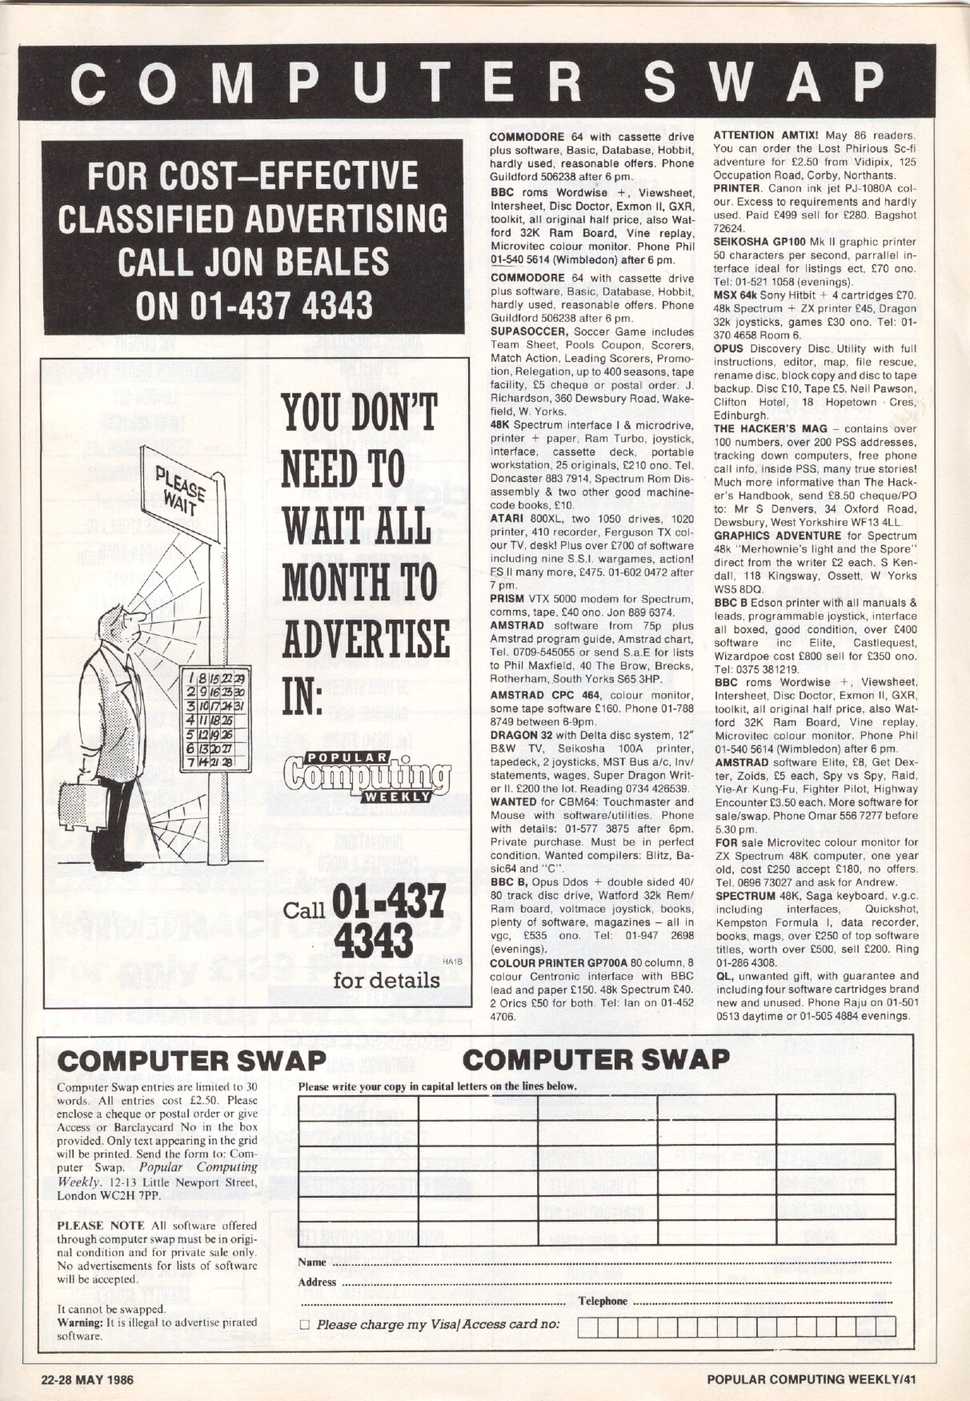 COMPUTER SWAP
FOR COST–EFFECTIVE
CLASSIFIED ADVERTISING
CALL JON BEALES
ON 01-437 4343
PLEASE
WAIT
1 8 15 22 29
2 9 16 23 30
3 10 17 24 31
4 11 18 25
5 12 19 26
6 13 20 27
7 14 21 28
YOU DON'T
NEED TO
WAIT ALL
MONTH TO
ADVERTISE
IN:
POPULAR
Computing
WEEKLY
Call 01-437
4343
HA1B
for details
COMMODORE 64 with cassette drive
plus software, Basic, Database, Hobbit,
hardly used, reasonable offers. Phone
Guildford 506238 after 6 pm.
BBC roms Wordwise +, Viewsheet,
Intersheet, Disc Doctor, Exmon II, GXR,
toolkit, all original half price, also Wat-
ford 32K Ram Board, Vine replay,
Microvitec colour monitor. Phone Phil
01-540 5614 (Wimbledon) after 6 pm.
COMMODORE 64 with cassette drive
plus software, Basic, Database, Hobbit,
hardly used, reasonable offers. Phone
Guildford 506238 after 6 pm.
SUPASOCCER, Soccer Game includes
Team Sheet, Pools Coupon, Scorers,
Match Action, Leading Scorers, Promo-
tion, Relegation, up to 400 seasons, tape
facility, £5 cheque or postal order. J.
Richardson, 360 Dewsbury Road, Wake-
field, W. Yorks.
48K Spectrum interface I & microdrive,
printer + paper, Ram Turbo, joystick,
interface, cassette deck, portable
workstation, 25 originals, £210 ono. Tel.
Doncaster 883 7914, Spectrum Rom Dis-
assembly & two other good machine-
code books, £10.
ATARI 800XL, two 1050 drives, 1020
printer, 410 recorder, Ferguson TX col-
our TV, desk! Plus over £700 of software
including nine S.S.I. wargames, action!
FS II many more, £475. 01-602 0472 after
7 pm.
PRISM VTX 5000 modem for Spectrum,
comms, tape, £40 ono. Jon 889 6374.
AMSTRAD software from 75p plus
Amstrad program guide, Amstrad chart,
Tel. 0709-545055 or send S.a.E for lists
to Phil Maxfield, 40 The Brow, Brecks,
Rotherham, South Yorks S65 3HP.
AMSTRAD CPC 464, colour monitor,
some tape software £160. Phone 01-788
8749 between 6-9pm.
DRAGON 32 with Delta disc system, 12"
B&W TV, Seikosha 100A printer,
tapedeck, 2 joysticks, MST Bus a/c, Inv/
statements, wages, Super Dragon Writ-
er II. £200 the lot. Reading 0734 426539.
WANTED for CBM64: Touchmaster and
Mouse with software/utilities. Phone
with details: 01-577 3875 after 6pm.
Private purchase. Must be in perfect
condition. Wanted compilers: Blitz, Ba-
sic64 and "C".
BBC B, Opus Ddos + double sided 40/
80 track disc drive, Watford 32k Rem/
Ram board, voltmace joystick, books,
plenty of software, magazines – all in
vgc, £535 ono. Tel: 01-947 2698
(evenings).
COLOUR PRINTER GP700A 80 column, 8
colour Centronic interface with BBC
lead and paper £150. 48k Spectrum £40.
2 Orics £50 for both. Tel: Ian on 01-452
4706.
ATTENTION AMTIX! May 86 readers.
You can order the Lost Phirious Sc-fi
adventure for £2.50 from Vidipix, 125
Occupation Road, Corby, Northants.
PRINTER. Canon ink jet PJ-1080A col-
our. Excess to requirements and hardly
used. Paid £499 sell for £280. Bagshot
72624.
SEIKOSHA GP100 Mk II graphic printer
50 characters per second, parrallel in-
terface ideal for listings ect, £70 ono.
Tel: 01-521 1058 (evenings).
MSX 64k Sony Hitbit + 4 cartridges £70.
48k Spectrum + ZX printer £45, Dragon
32k joysticks, games £30 ono. Tel: 01-
370 4658 Room 6.
OPUS Discovery Disc Utility with full
instructions, editor, map, file rescue,
rename disc, block copy and disc to tape
backup. Disc £10, Tape £5. Neil Pawson,
Clifton Hotel, 18 Hopetown Cres,
Edinburgh.
THE HACKER'S MAG – contains over
100 numbers, over 200 PSS addresses,
tracking down computers, free phone
call info, inside PSS, many true stories!
Much more informative than The Hack-
er's Handbook, send £8.50 cheque/PO
to: Mr S Denvers, 34 Oxford Road,
Dewsbury, West Yorkshire WF13 4LL.
GRAPHICS ADVENTURE for Spectrum
48k "Merhownie's light and the Spore"
direct from the writer £2 each. S Ken-
dall, 118 Kingsway, Ossett, W Yorks
WS5 8DQ.
BBC B Edson printer with all manuals &
leads, programmable joystick, interface
all boxed, good condition, over £400
software inc Elite, Castlequest,
Wizardpoe cost £800 sell for £350 ono.
Tel: 0375 381219.
BBC roms Wordwise +, Viewsheet,
Intersheet, Disc Doctor, Exmon II, GXR,
toolkit, all original half price, also Wat-
ford 32K Ram Board, Vine replay,
Microvitec colour monitor. Phone Phil
01-540 5614 (Wimbledon) after 6 pm.
AMSTRAD software Elite, £8, Get Dex-
ter, Zoids, £5 each, Spy vs Spy, Raid,
Yie-Ar Kung-Fu, Fighter Pilot, Highway
Encounter £3.50 each. More software for
sale/swap. Phone Omar 556 7277 before
5.30 pm.
FOR sale Microvitec colour monitor for
ZX Spectrum 48K computer, one year
old, cost £250 accept £180, no offers.
Tel. 0696 73027 and ask for Andrew.
SPECTRUM 48K, Saga keyboard, v.g.c.
including interfaces, Quickshot,
Kempston Formula I, data recorder,
books, mags, over £250 of top software
titles, worth over £500, sell £200. Ring
01-286 4308.
QL, unwanted gift, with guarantee and
including four software cartridges brand
new and unused. Phone Raju on 01-501
0513 daytime or 01-505 4884 evenings.
COMPUTER SWAP
Computer Swap entries are limited to 30
words. All entries cost £2.50. Please
enclose a cheque or postal order or give
Access or Barclaycard No in the box
provided. Only text appearing in the grid
will be printed. Send the form to: Com-
puter Swap, Popular Computing
Weekly. 12-13 Little Newport Street,
London WC2H 7PP.
PLEASE NOTE All software offered
through computer swap must be in origi-
nal condition and for private sale only.
No advertisements for lists of software
will be accepted.
It cannot be swapped.
Warning: It is illegal to advertise pirated
software.
COMPUTER SWAP
Please write your copy in capital letters on the lines below.
Name
Address
Telephone
☐ Please charge my Visa/Access card no:
22-28 MAY 1986
POPULAR COMPUTING WEEKLY/41